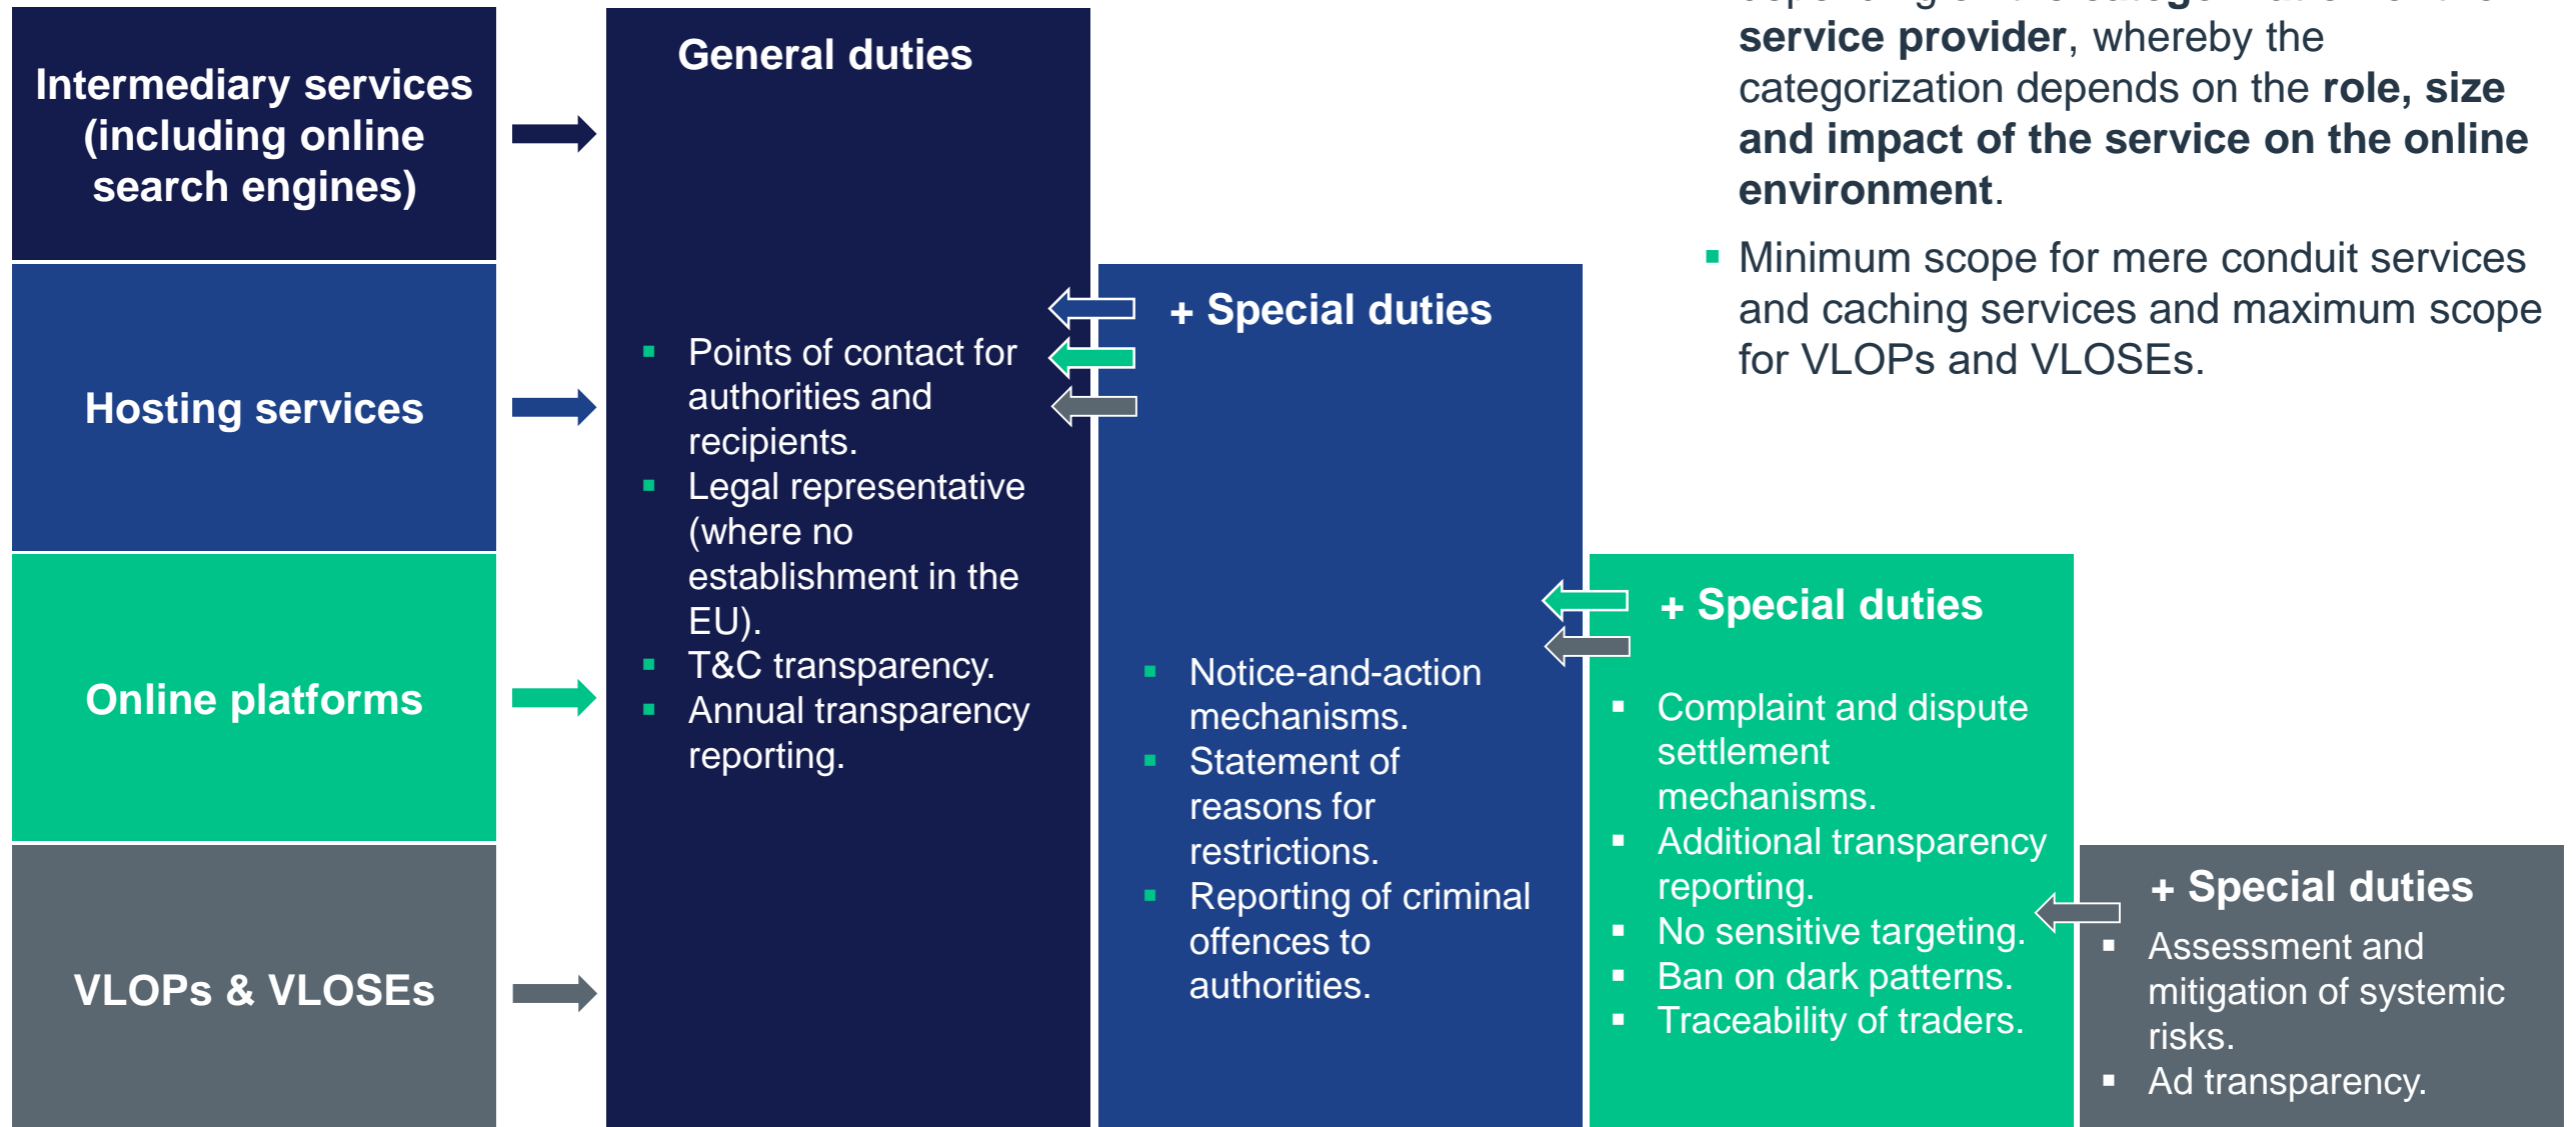 Intermediary services
(including online
search engines)
Hosting services
Online platforms
VLOPs & VLOSEs
General duties
▪ Points of contact for
authorities and
recipients.
▪ Legal representative
(where no
establishment in the
EU).
▪ T&C transparency.
▪ Annual transparency
reporting.
+ Special duties
▪ Notice-and-action
mechanisms.
▪ Statement of
reasons for
restrictions.
▪ Reporting of criminal
offences to
authorities.
+ Special duties
▪ Complaint and dispute
settlement
mechanisms.
▪ Additional transparency
reporting.
▪ No sensitive targeting.
▪ Ban on dark patterns.
▪ Traceability of traders.
+ Special duties
▪ Assessment and
mitigation of systemic
risks.
▪ Ad transparency.
service provider, whereby the
categorization depends on the role, size
and impact of the service on the online
environment.
▪ Minimum scope for mere conduit services
and caching services and maximum scope
for VLOPs and VLOSEs.